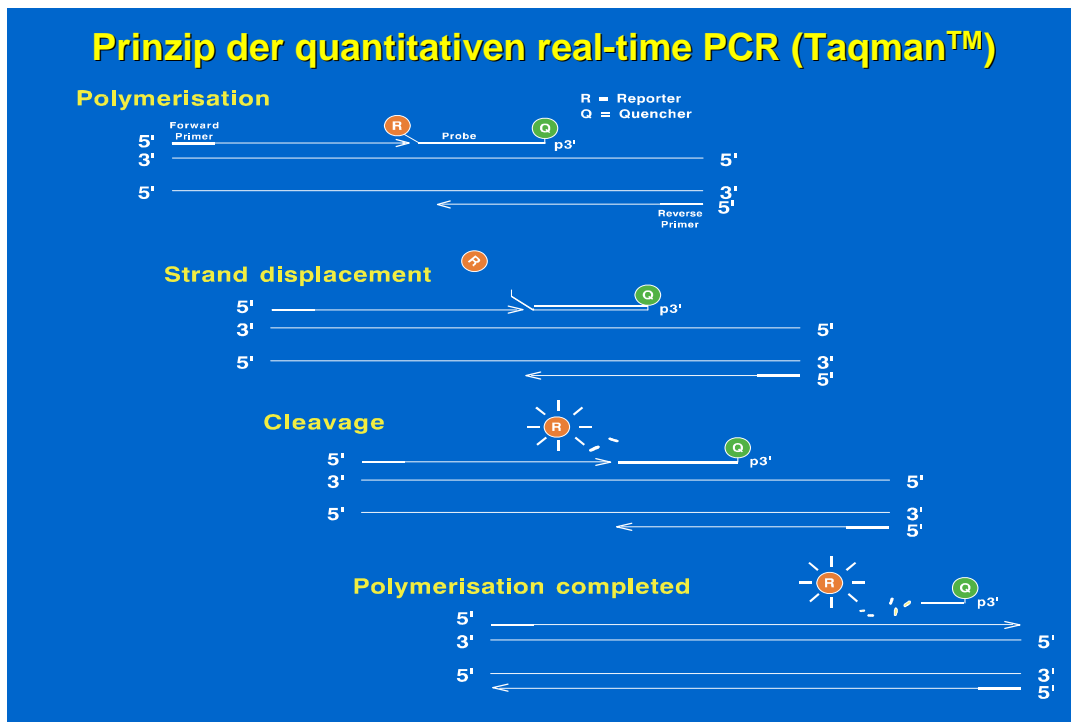 Prinzip der quantitativen real-time PCR (Taqman™)
Polymerisation
R = Reporter
Q = Quencher
Forward
Primer
R
Probe
Q
5'
p3'
3'
5'
5'
3'
5'
Reverse
Primer
Strand displacement
R
Q
5'
p3'
3'
5'
5'
3'
5'
Cleavage
R
Q
5'
p3'
3'
5'
5'
3'
5'
Polymerisation completed
R
Q
p3'
5'
3'
5'
5'
3'
5'